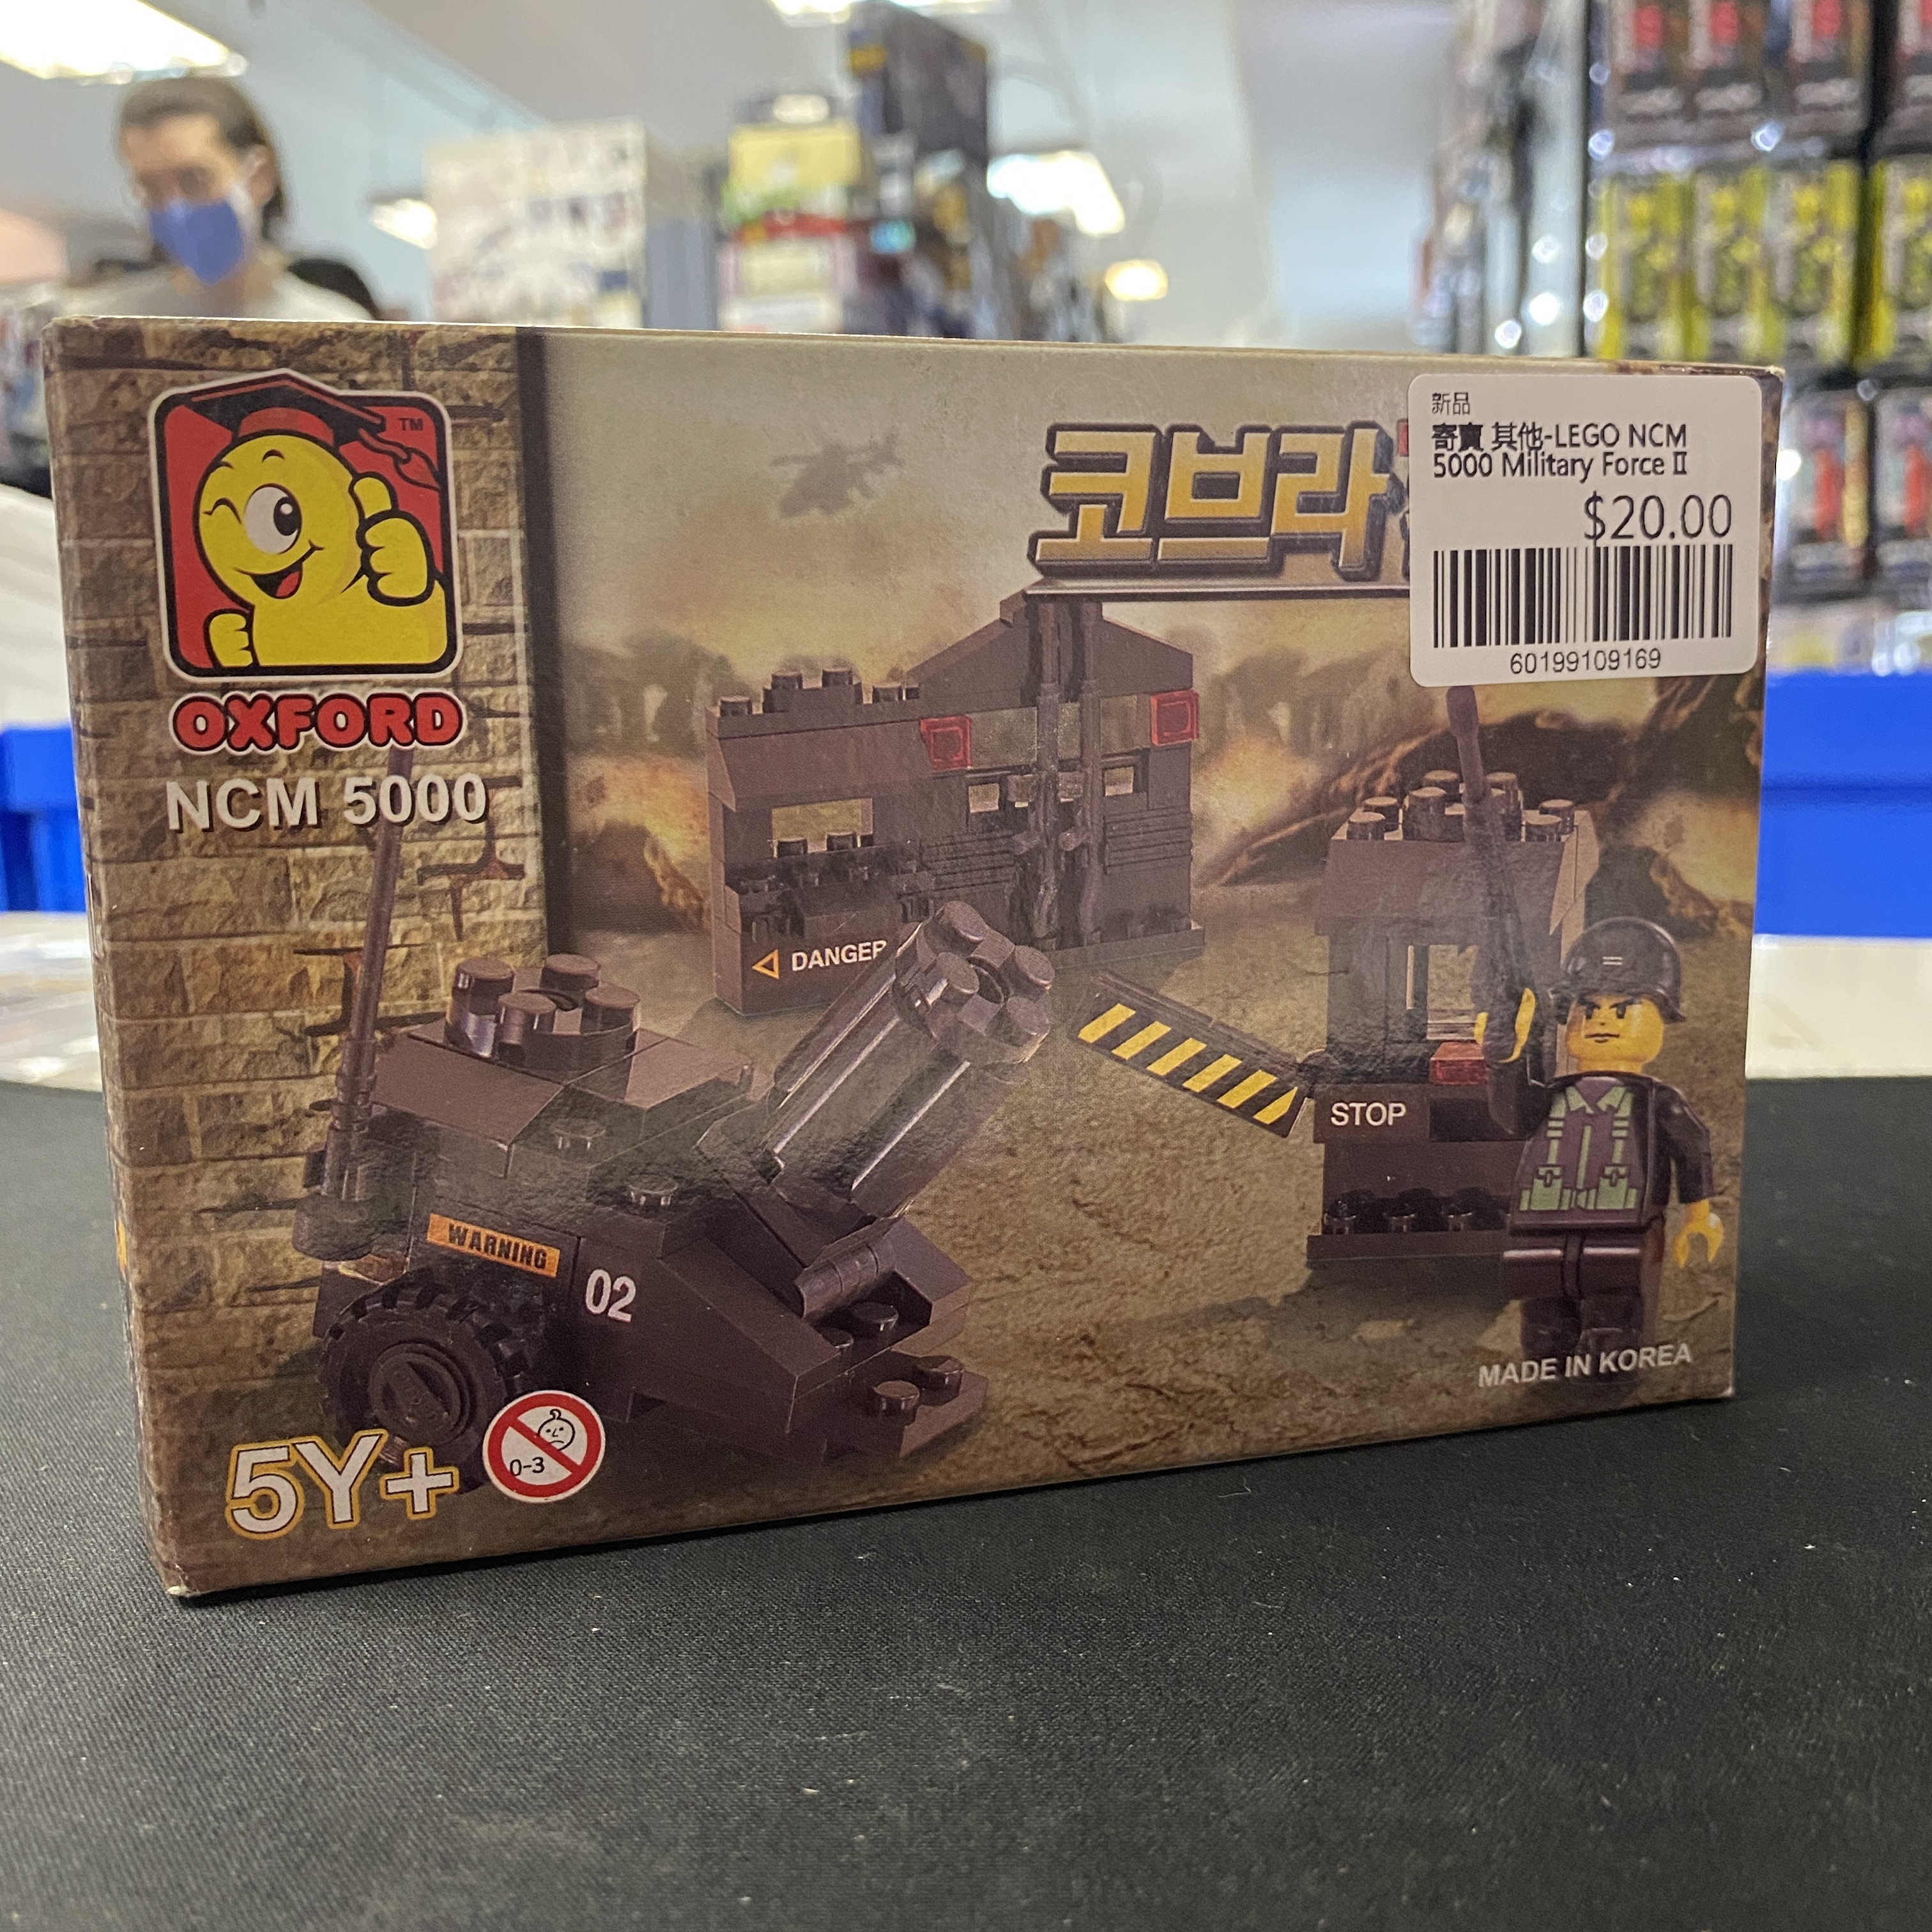 TM
OXFORD
NCM 5000
코브라
新品
寄賣 其他-LEGO NCM
5000 Military Force II
$20.00
60199109169
DANGER
STOP
WARNING
02
MADE IN KOREA
5Y+
0-3